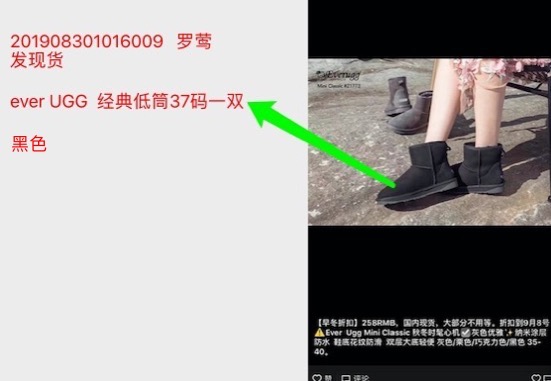 201908301016009 罗莺
发现货
ever UGG 经典低筒37码一双
黑色
Ever Ugg
Mini Classic #21772
【早冬折扣】258RMB，国内现货，大部分不用等。折扣到9月8号
⚠️Ever Ugg Mini Classic 秋冬时髦心机☑️灰色优雅✨纳米涂层
防水 鞋底花纹防滑 双层大底轻便 灰色/栗色/巧克力色/黑色 35-
40。
赞 评论